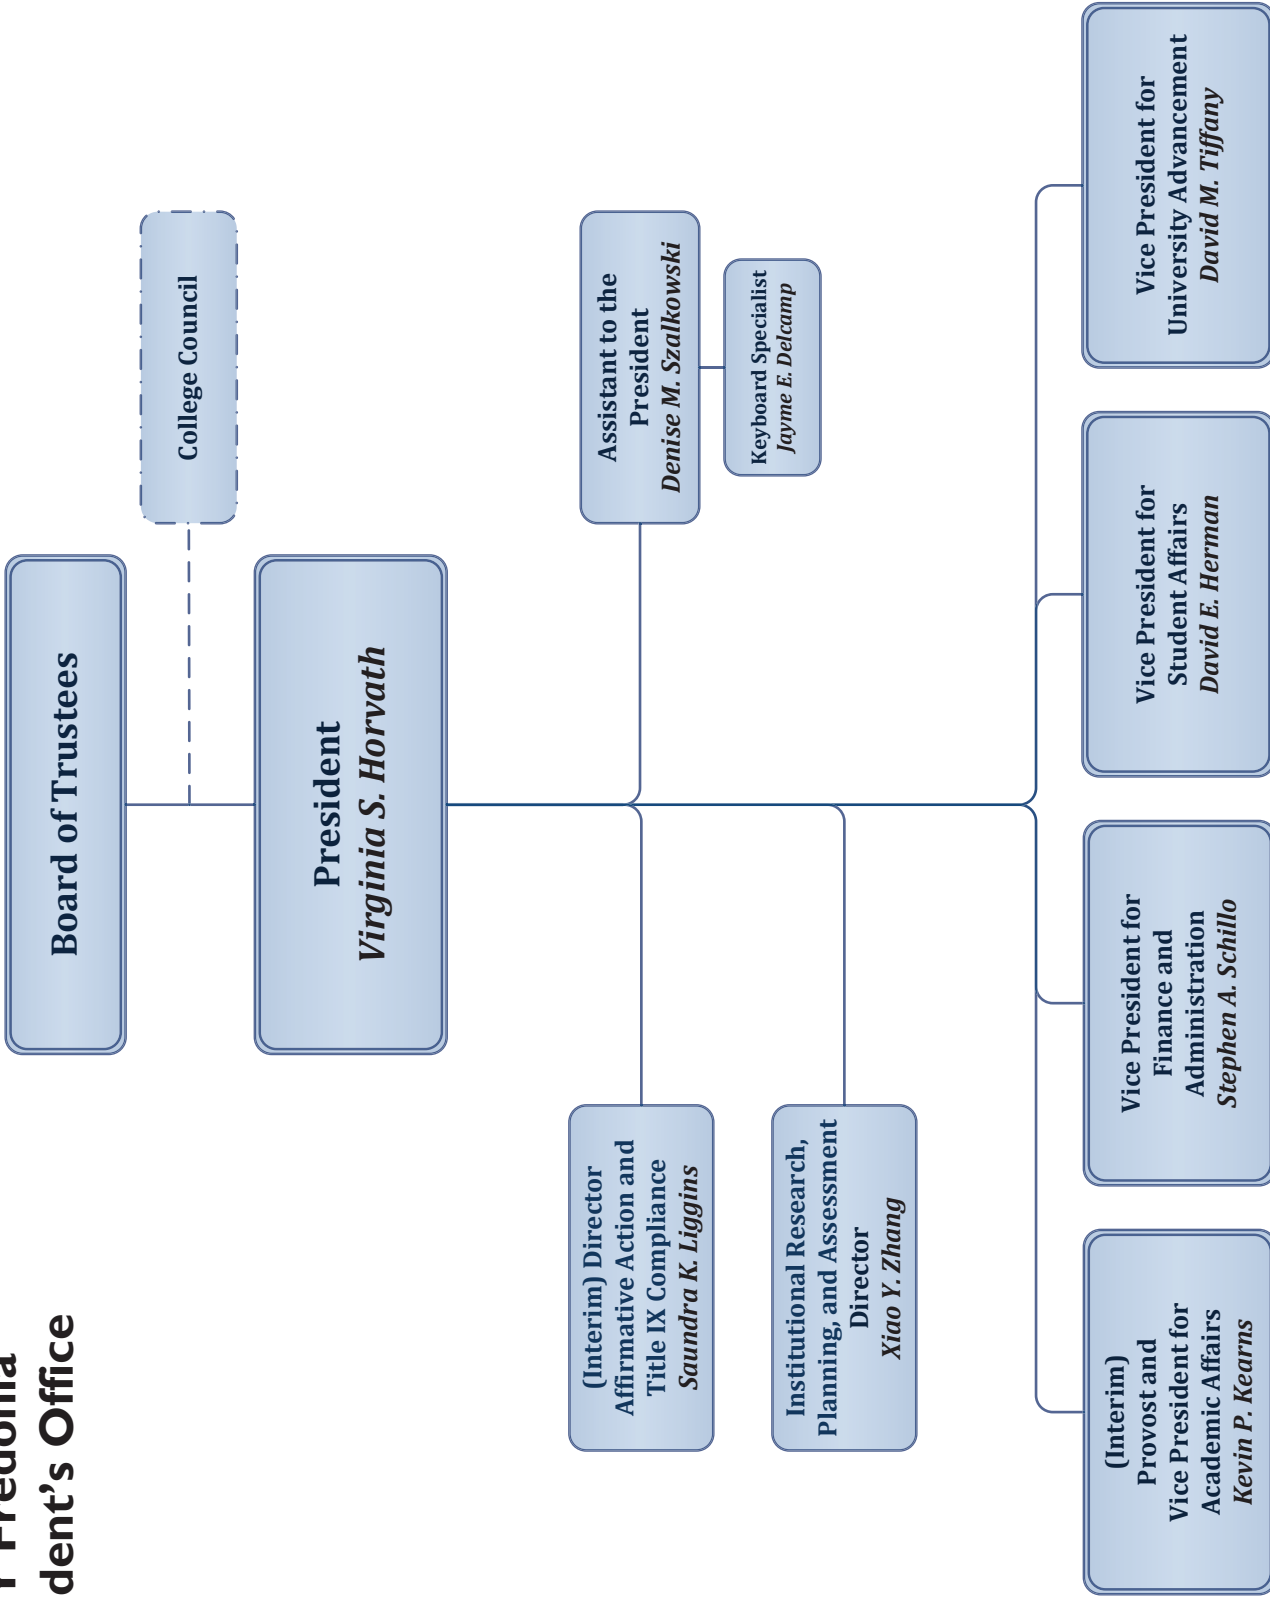 Y Fredonia
dent’s Office
Board of Trustees
College Council
President
Virginia S. Horvath
(Interim) Director
Affirmative Action and
Title IX Compliance
Saundra K. Liggins
Assistant to the
President
Denise M. Szalkowski
Keyboard Specialist
Jayme E. Delcamp
Institutional Research,
Planning, and Assessment
Director
Xiao Y. Zhang
(Interim)
Provost and
Vice President for
Academic Affairs
Kevin P. Kearns
Vice President for
Finance and
Administration
Stephen A. Schillo
Vice President for
Student Affairs
David E. Herman
Vice President for
University Advancement
David M. Tiffany